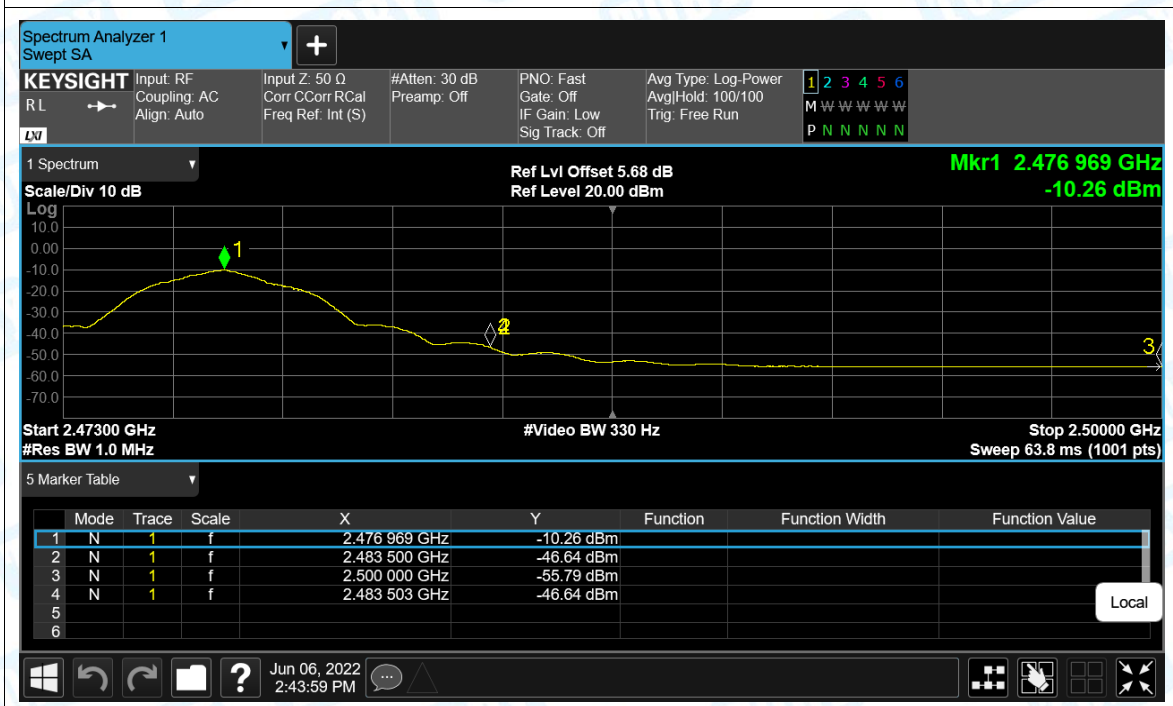 Spectrum Analyzer 1
Swept SA
+
KEYSIGHT Input: RF Input Z: 50 Ω #Atten: 30 dB PNO: Fast Avg Type: Log-Power 1 2 3 4 5 6
R L Coupling: AC Corr CCorr RCal Preamp: Off Gate: Off Avg|Hold: 100/100 M W W W W W
Align: Auto Freq Ref: Int (S) IF Gain: Low Trig: Free Run
LXI Sig Track: Off P N N N N N
1 Spectrum Ref Lvl Offset 5.68 dB Mkr1 2.476 969 GHz
Scale/Div 10 dB Ref Level 20.00 dBm -10.26 dBm
Log
10.0
0.00 1
-10.0
-20.0
-30.0
-40.0 2
-50.0 3
-60.0
-70.0
Start 2.47300 GHz #Video BW 330 Hz Stop 2.50000 GHz
#Res BW 1.0 MHz Sweep 63.8 ms (1001 pts)
5 Marker Table
Mode Trace Scale X Y Function Function Width Function Value
1 N 1 f 2.476 969 GHz -10.26 dBm
2 N 1 f 2.483 500 GHz -46.64 dBm
3 N 1 f 2.500 000 GHz -55.79 dBm
4 N 1 f 2.483 503 GHz -46.64 dBm
5
6
Local
? Jun 06, 2022
2:43:59 PM